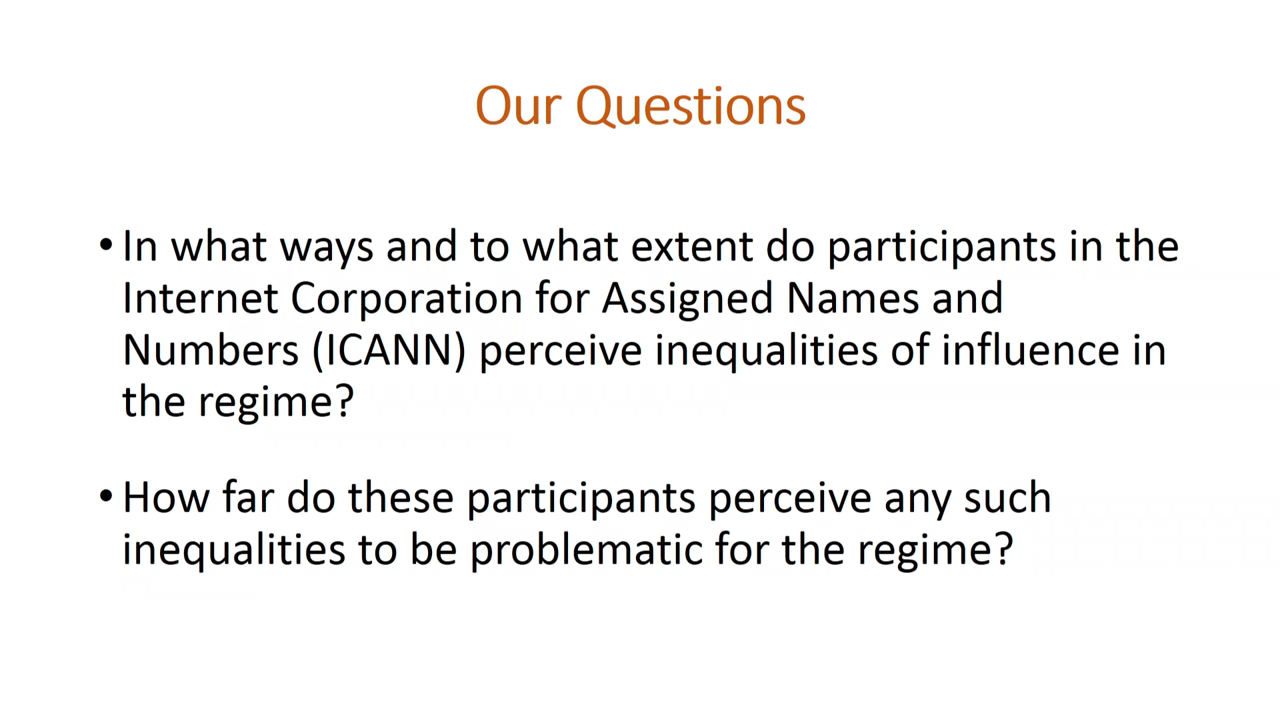 Our Questions
• In what ways and to what extent do participants in the
Internet Corporation for Assigned Names and
Numbers (ICANN) perceive inequalities of influence in
the regime?
• How far do these participants perceive any such
inequalities to be problematic for the regime?